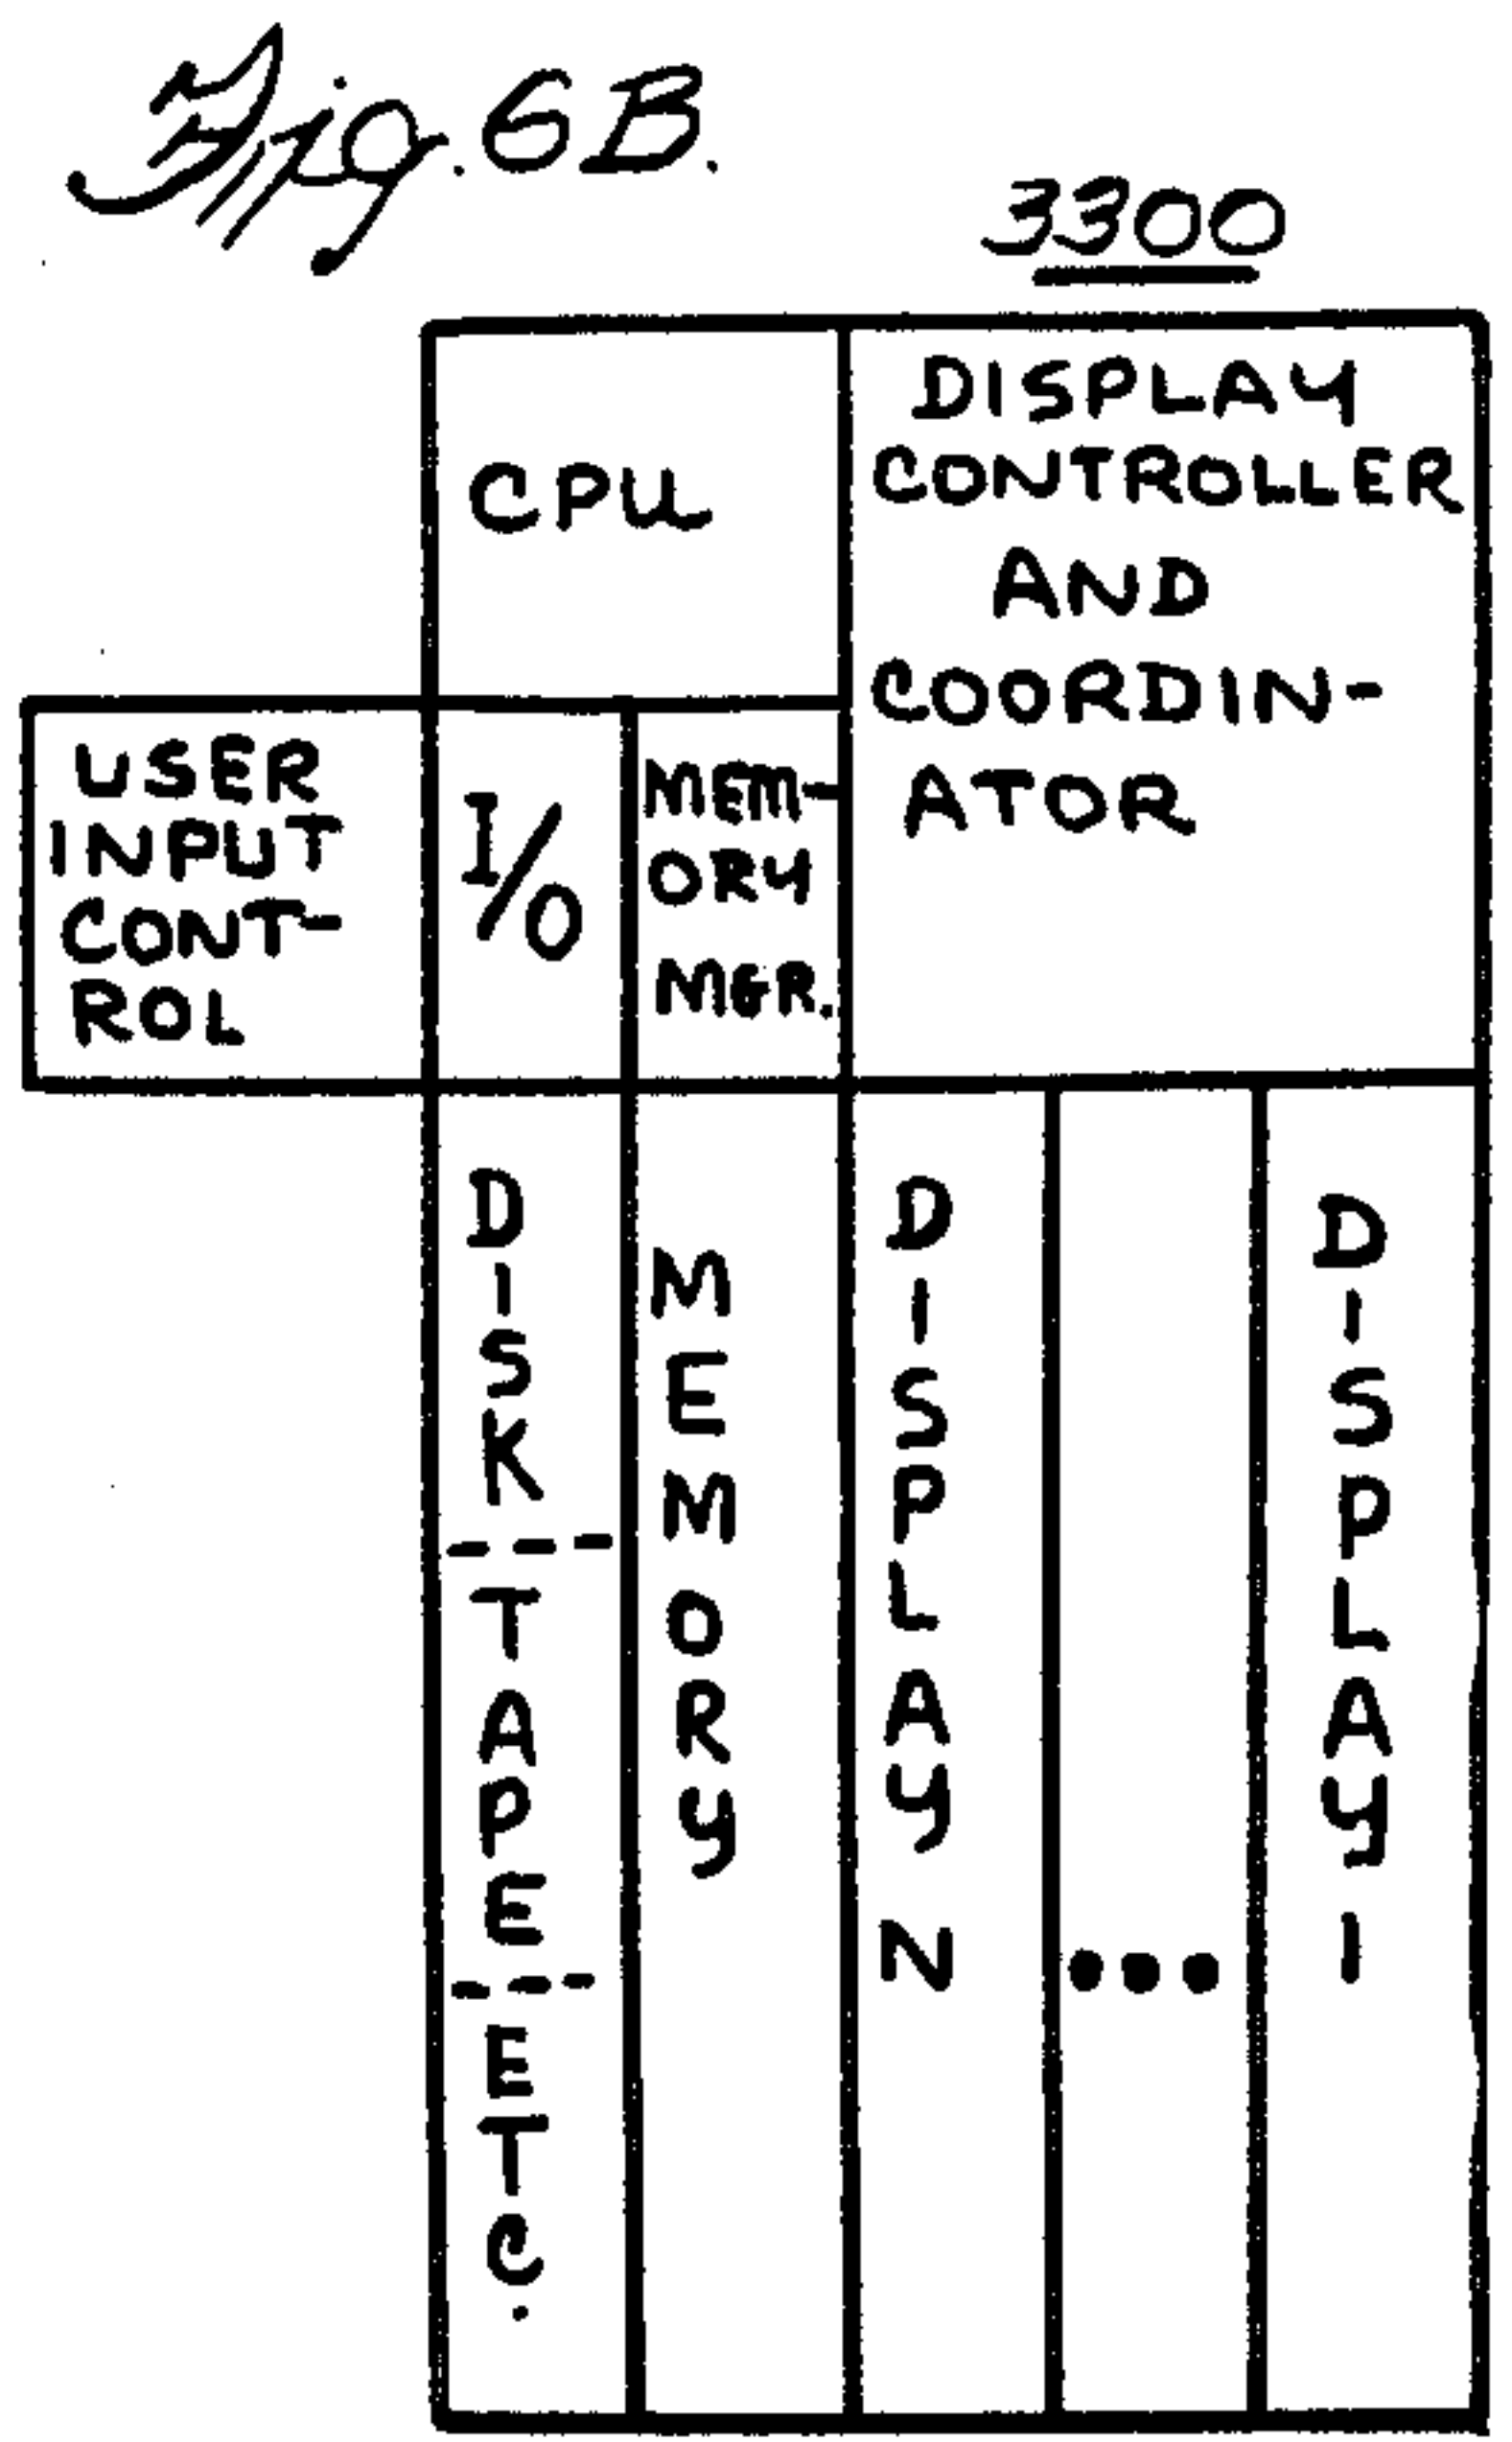 Fig. 6B.
3300
CPU
DISPLAY
CONTROLLER
AND
COORDIN-
ATOR
USER
INPUT
CONT-
ROL
I/O
MEM-
ORY
MGR.
DISK
---
TAPE
---
ETC.
MEMORY
DISPLAY N
...
DISPLAY 1